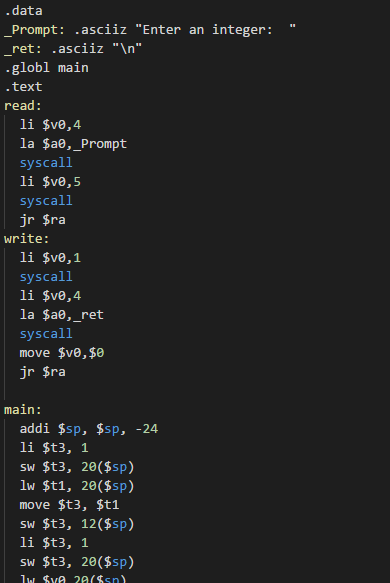 .data
_Prompt: .asciiz "Enter an integer:  "
_ret: .asciiz "\n"
.globl main
.text
read:
  li $v0,4
  la $a0,_Prompt
  syscall
  li $v0,5
  syscall
  jr $ra
write:
  li $v0,1
  syscall
  li $v0,4
  la $a0,_ret
  syscall
  move $v0,$0
  jr $ra
main:
  addi $sp, $sp, -24
  li $t3, 1
  sw $t3, 20($sp)
  lw $t1, 20($sp)
  move $t3, $t1
  sw $t3, 12($sp)
  li $t3, 1
  sw $t3, 20($sp)
  lw $v0,20($sp)